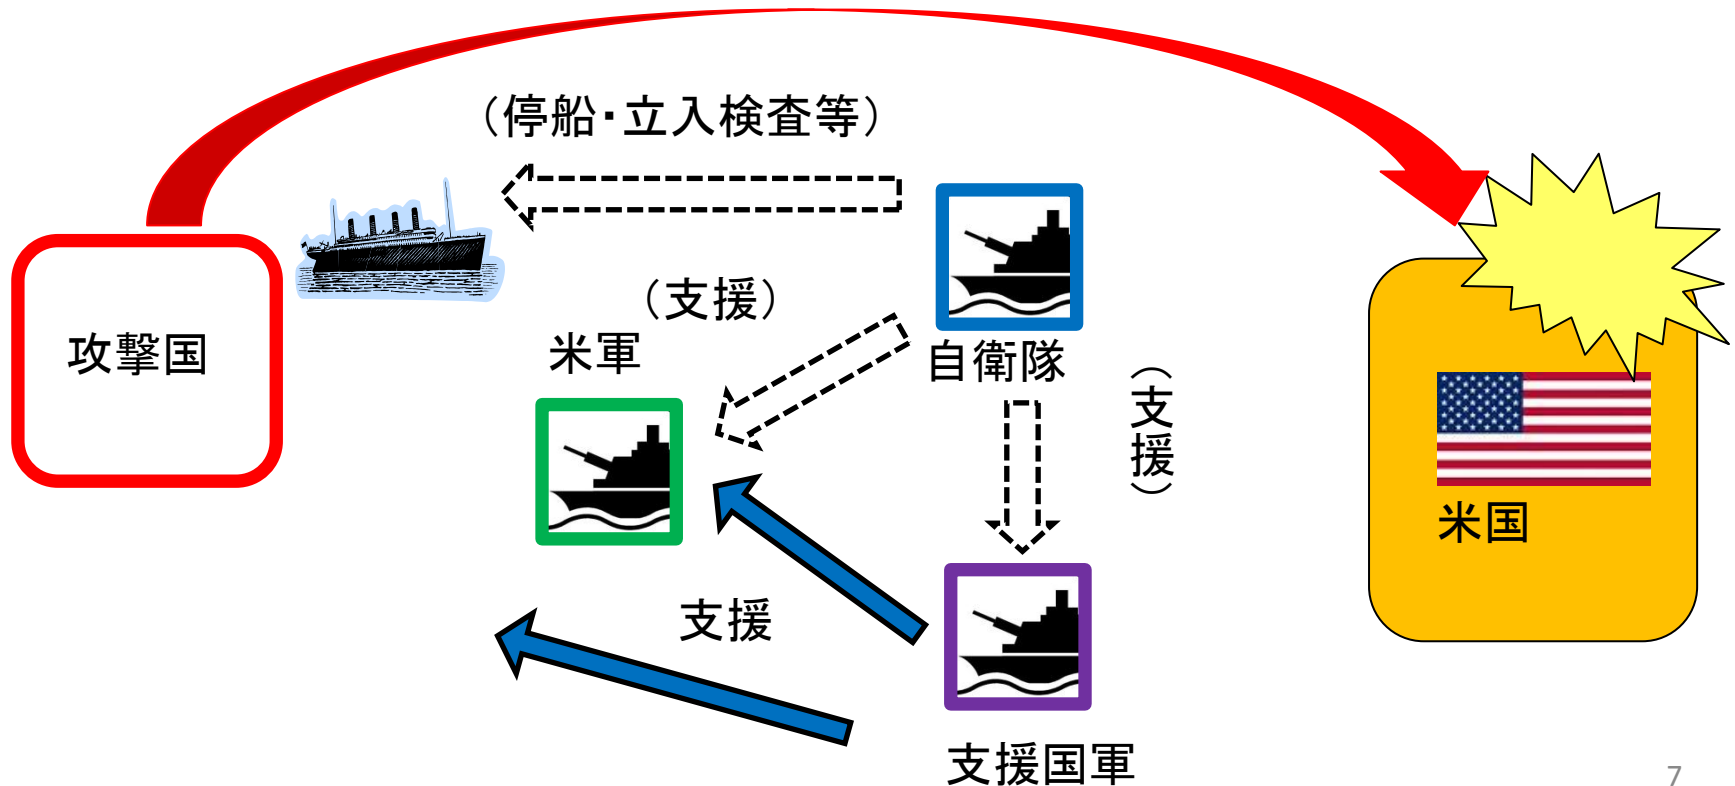 （停船・立入検査等）
（支援）
攻撃国
米軍
自衛隊
（支援）
米国
支援
支援国軍
7